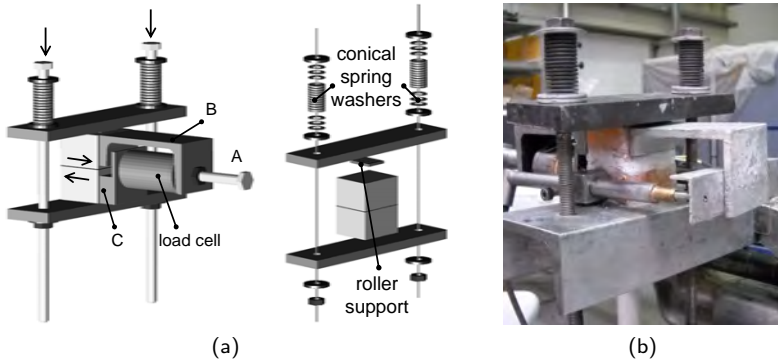 conical
spring
washers
B
A
C
load cell
roller
support
(a)
(b)